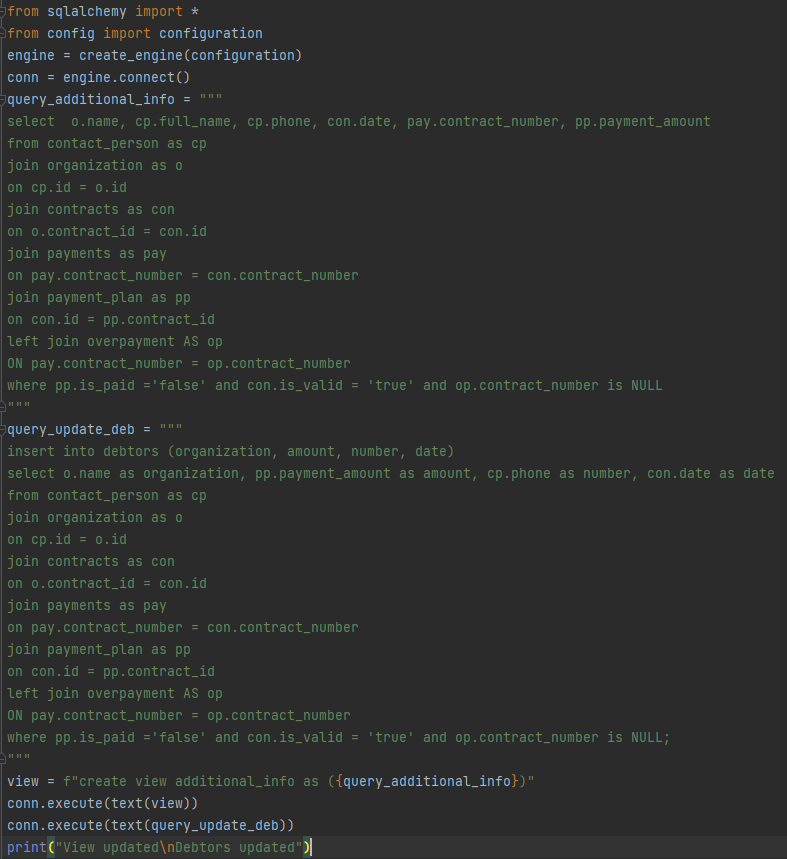 from sqlalchemy import *
from config import configuration
engine = create_engine(configuration)
conn = engine.connect()
query_additional_info = """
select  o.name, cp.full_name, cp.phone, con.date, pay.contract_number, pp.payment_amount
from contact_person as cp
join organization as o
on cp.id = o.id
join contracts as con
on o.contract_id = con.id
join payments as pay
on pay.contract_number = con.contract_number
join payment_plan as pp
on con.id = pp.contract_id
left join overpayment AS op
ON pay.contract_number = op.contract_number
where pp.is_paid ='false' and con.is_valid = 'true' and op.contract_number is NULL
"""
query_update_deb = """
insert into debtors (organization, amount, number, date)
select o.name as organization, pp.payment_amount as amount, cp.phone as number, con.date as date
from contact_person as cp
join organization as o
on cp.id = o.id
join contracts as con
on o.contract_id = con.id
join payments as pay
on pay.contract_number = con.contract_number
join payment_plan as pp
on con.id = pp.contract_id
left join overpayment AS op
ON pay.contract_number = op.contract_number
where pp.is_paid ='false' and con.is_valid = 'true' and op.contract_number is NULL;
"""
view = f"create view additional_info as ({query_additional_info})"
conn.execute(text(view))
conn.execute(text(query_update_deb))
print("View updated\nDebtors updated")